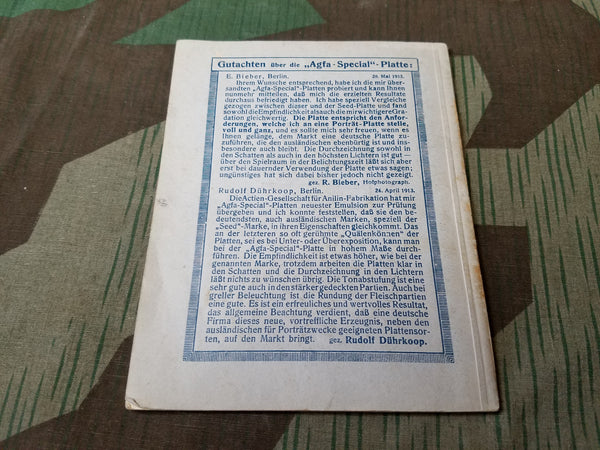 Gutachten über die „Agfa-Special“-Platte:
E. Bieber, Berlin. 20. Mai 1913.
Ihrem Wunsche entsprechend, habe ich die mir über-
sandten „Agfa-Special“-Platten probiert und kann Ihnen
nunmehr mitteilen, daß mich die erzielten Resultate
durchaus befriedigt haben. Ich habe speziell Vergleiche
gezogen zwischen dieser und der Seed-Platte und fand
sowohl die Empfindlichkeit als auch die mir wichtigere Gra-
dation gleichwertig. Die Platte entspricht den Anfor-
derungen, welche ich an eine Porträt-Platte stelle,
voll und ganz, und es sollte mich sehr freuen, wenn es
Ihnen gelänge, dem Markt eine deutsche Platte zu-
zuführen, die den ausländischen ebenbürtig ist und ins-
besondere auch bleibt. Die Durchzeichnung sowohl in
den Schatten als auch in den höchsten Lichtern ist gut —
über den Spielraum in der Belichtungszeit läßt sich aber
erst bei dauernder Verwendung der Platte etwas sagen;
ungünstiges hat sich dabei bisher jedoch nicht gezeigt.
gez. R. Bieber, Hofphotograph.
Rudolf Dührkoop, Berlin. 24. April 1913.
Die Actien-Gesellschaft für Anilin-Fabrikation hat mir
„Agfa-Special“-Platten neuester Emulsion zur Prüfung
übergeben und ich konnte feststellen, daß sie den be-
deutendsten, auch ausländischen Marken, speziell der
„Seed“-Marke, in ihren Eigenschaften gleichkommt. Das
an der letzteren so oft gerühmte „Quälenkönnen“ der
Platten, sei es bei Unter- oder Überexposition, kann man
bei der „Agfa-Special“-Platte in hohem Maße durch-
führen. Die Empfindlichkeit ist etwas höher, wie bei der
genannten Marke, trotzdem arbeiten die Platten klar in
den Schatten und die Durchzeichnung in den Lichtern
läßt nichts zu wünschen übrig. Die Tonabstufung ist eine
sehr gute auch in den stärker gedeckten Partien. Auch bei
greller Beleuchtung ist die Rundung der Fleischpartien
eine gute. Es ist ein erfreuliches und wertvolles Resultat,
das allgemeine Beachtung verdient, daß eine deutsche
Firma dieses neue, vortreffliche Erzeugnis, neben den
ausländischen für Porträtzwecke geeigneten Plattensor-
ten, auf den Markt bringt. gez. Rudolf Dührkoop.